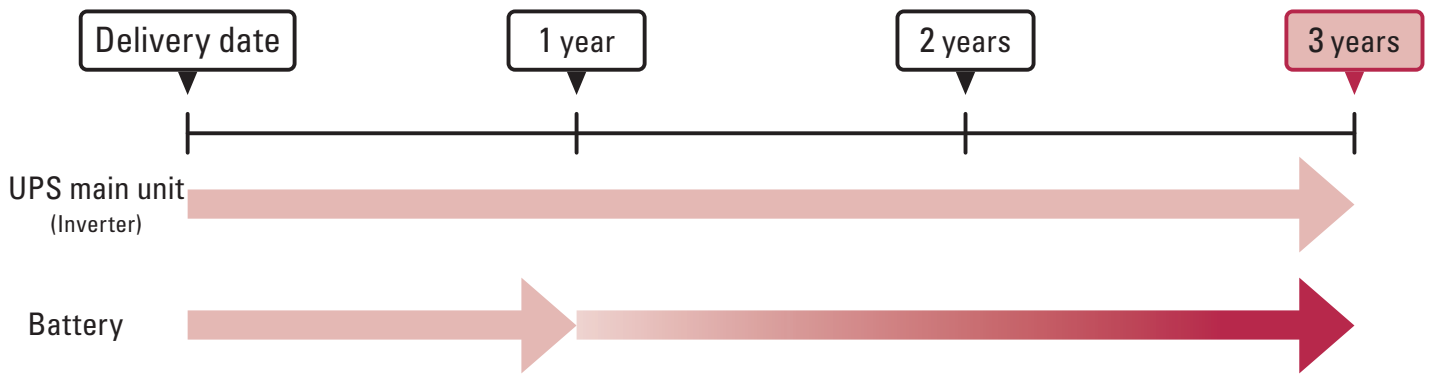 Delivery date
1 year
2 years
3 years
UPS main unit
(Inverter)
Battery